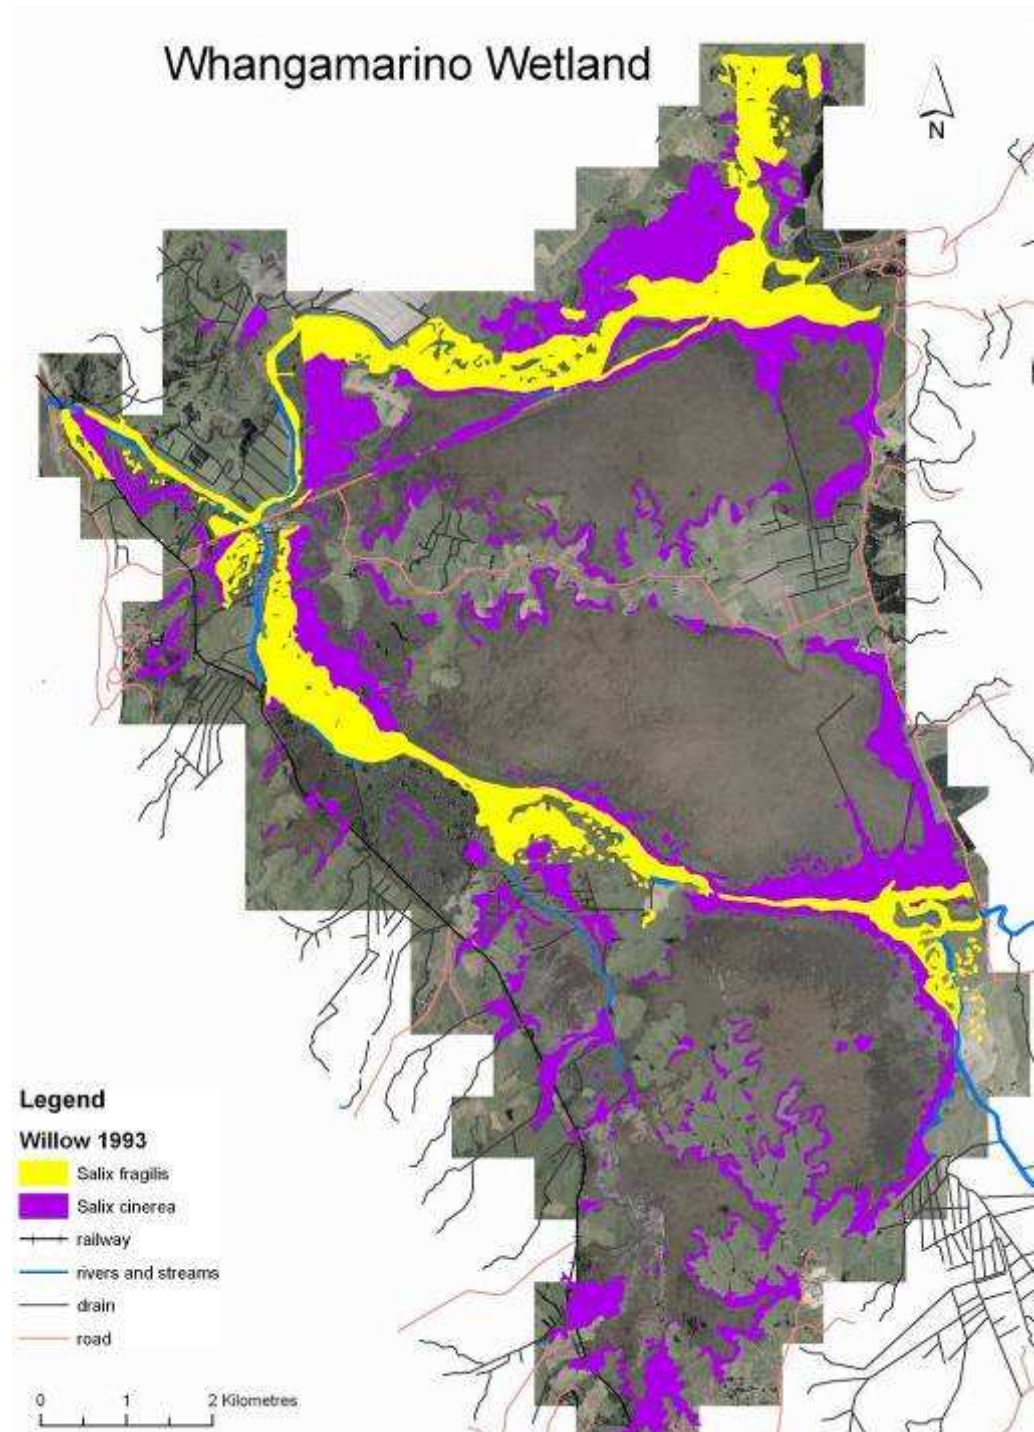 Whangamarino Wetland
N
Legend
Willow 1993
Salix fragilis
Salix cinerea
railway
rivers and streams
drain
road
0 1 2 Kilometres